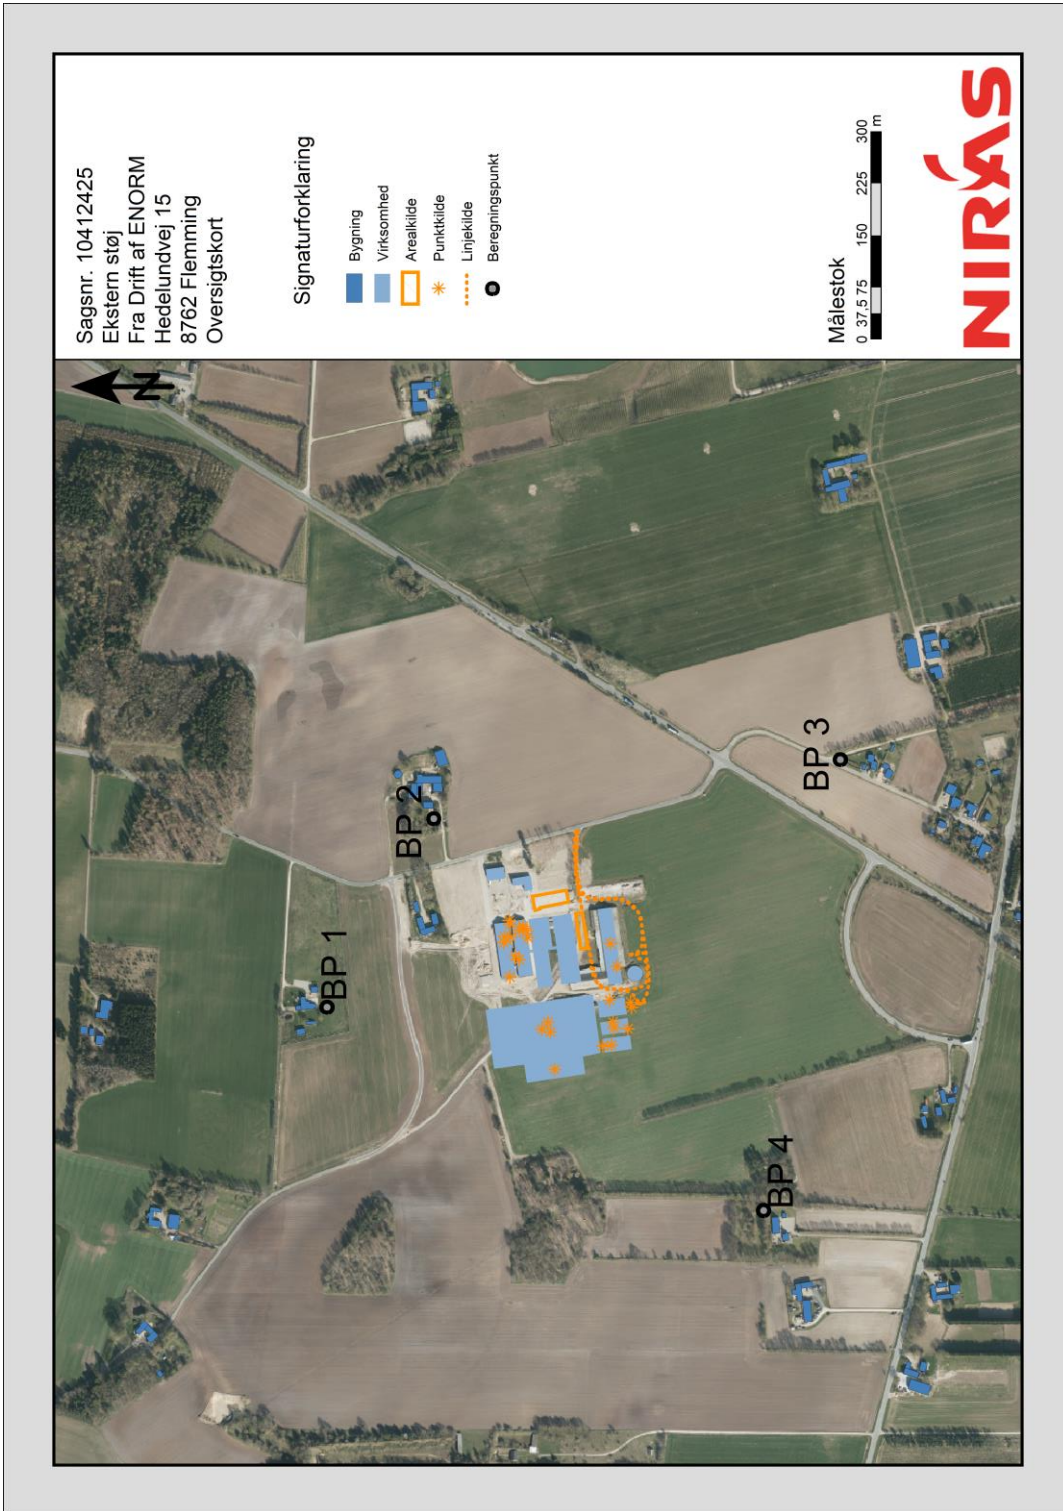 Sagsnr. 10412425
Ekstern støj
Fra Drift af ENORM
Hedelundvej 15
8762 Flemming
Oversigtskort
Signaturforklaring
Bygning
Virksomhed
Arealkilde
Punktkilde
Linjekilde
Beregningspunkt
Målestok
0 37,5 75 150 225 300
m
NIRAS
N
BP 1
BP 2
BP 3
BP 4